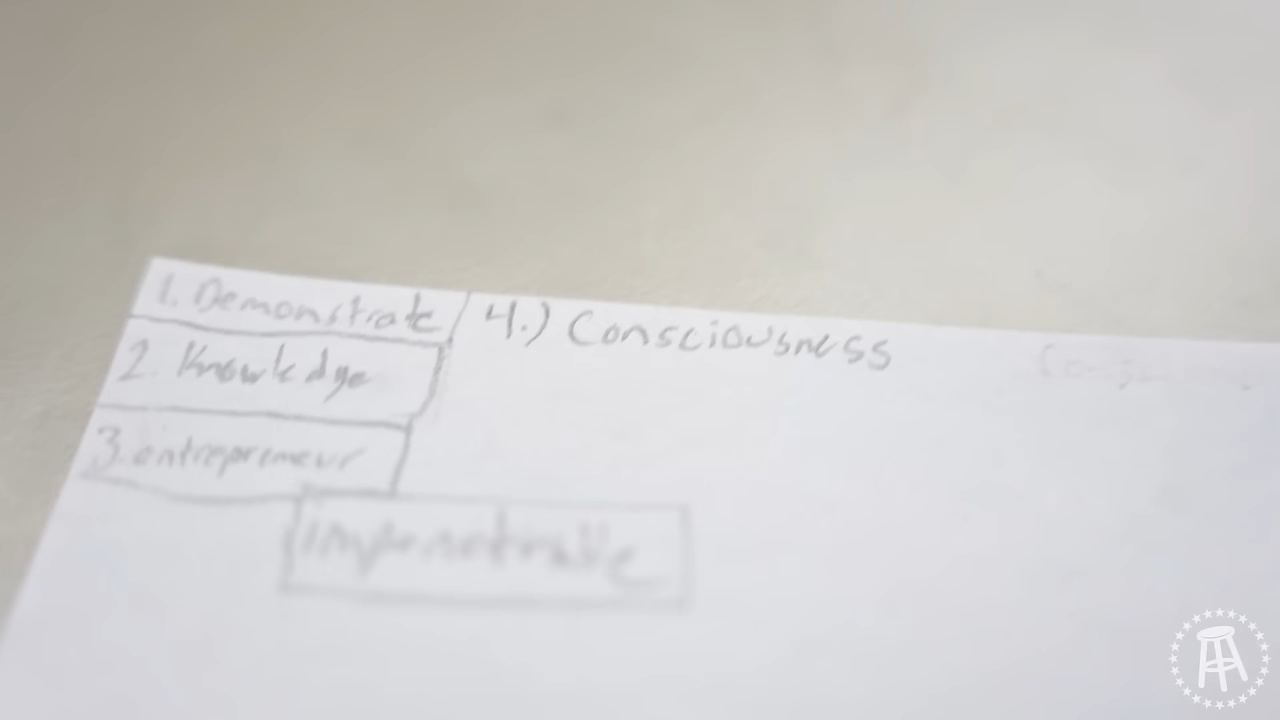 1. Demonstrate
2. Knowledge
3. entrepreneur
impenetrable
4.) Consciousness